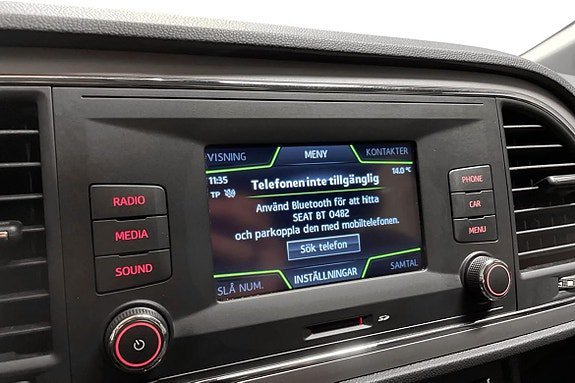 VISNING MENY KONTAKTER
11:35 14.0°C
TP
Telefonen inte tillgänglig
Använd Bluetooth för att hitta
SEAT BT 0482
och parkoppla den med mobiltelefonen.
Sök telefon
SLÅ NUM. INSTÄLLNINGAR SAMTAL
RADIO
MEDIA
SOUND
PHONE
CAR
MENU
SD